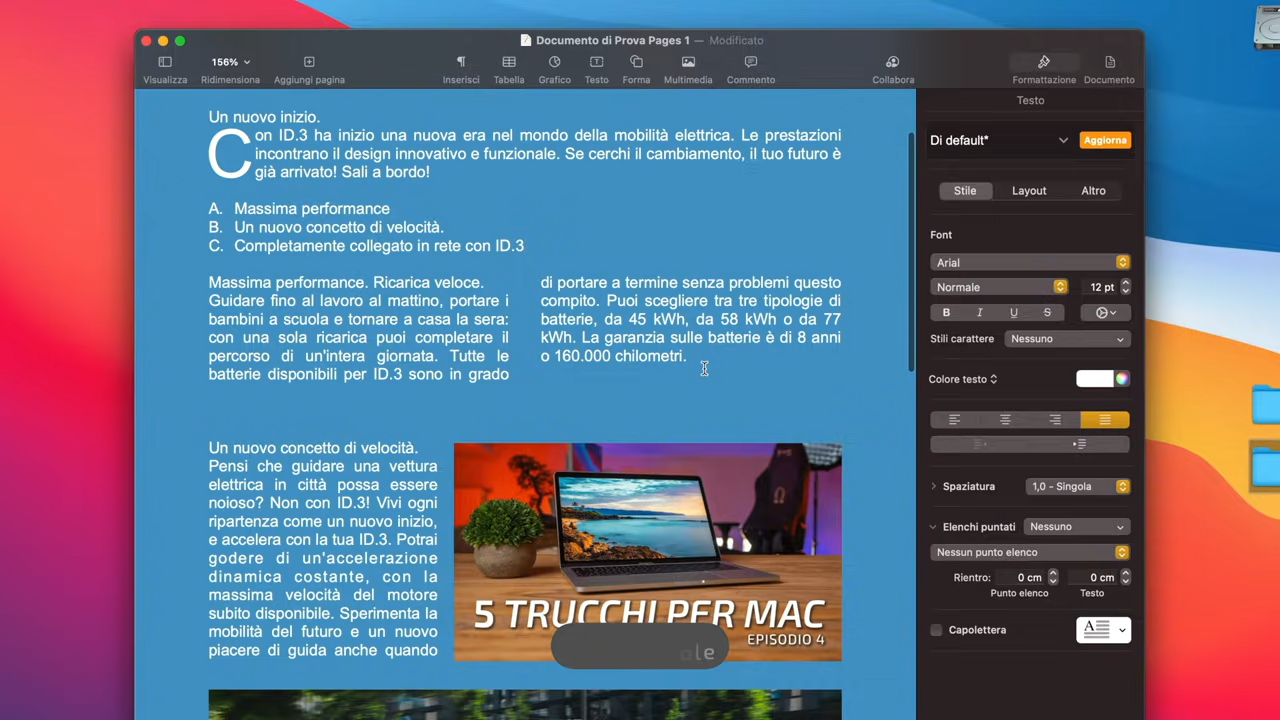 Documento di Prova Pages 1 — Modificato
Visualizza
156%
Ridimensiona
Aggiungi pagina
Inserisci
Tabella
Grafico
Testo
Forma
Multimedia
Commento
Collabora
Formattazione
Documento
Un nuovo inizio.
Con ID.3 ha inizio una nuova era nel mondo della mobilità elettrica. Le prestazioni
incontrano il design innovativo e funzionale. Se cerchi il cambiamento, il tuo futuro è
già arrivato! Sali a bordo!
A. Massima performance
B. Un nuovo concetto di velocità.
C. Completamente collegato in rete con ID.3
Massima performance. Ricarica veloce.
Guidare fino al lavoro al mattino, portare i
bambini a scuola e tornare a casa la sera:
con una sola ricarica puoi completare il
percorso di un'intera giornata. Tutte le
batterie disponibili per ID.3 sono in grado
di portare a termine senza problemi questo
compito. Puoi scegliere tra tre tipologie di
batterie, da 45 kWh, da 58 kWh o da 77
kWh. La garanzia sulle batterie è di 8 anni
o 160.000 chilometri.
Un nuovo concetto di velocità.
Pensi che guidare una vettura
elettrica in città possa essere
noioso? Non con ID.3! Vivi ogni
ripartenza come un nuovo inizio,
e accelera con la tua ID.3. Potrai
godere di un'accelerazione
dinamica costante, con la
massima velocità del motore
subito disponibile. Sperimenta la
mobilità del futuro e un nuovo
piacere di guida anche quando
5 TRUCCHI PER MAC
EPISODIO 4
ale
Testo
Di default*
Aggiorna
Stile
Layout
Altro
Font
Arial
Normale
12 pt
B I U S
Stili carattere
Nessuno
Colore testo
Spaziatura
1,0 - Singola
Elenchi puntati
Nessuno
Nessun punto elenco
Rientro:
0 cm
0 cm
Punto elenco
Testo
Capolettera
A